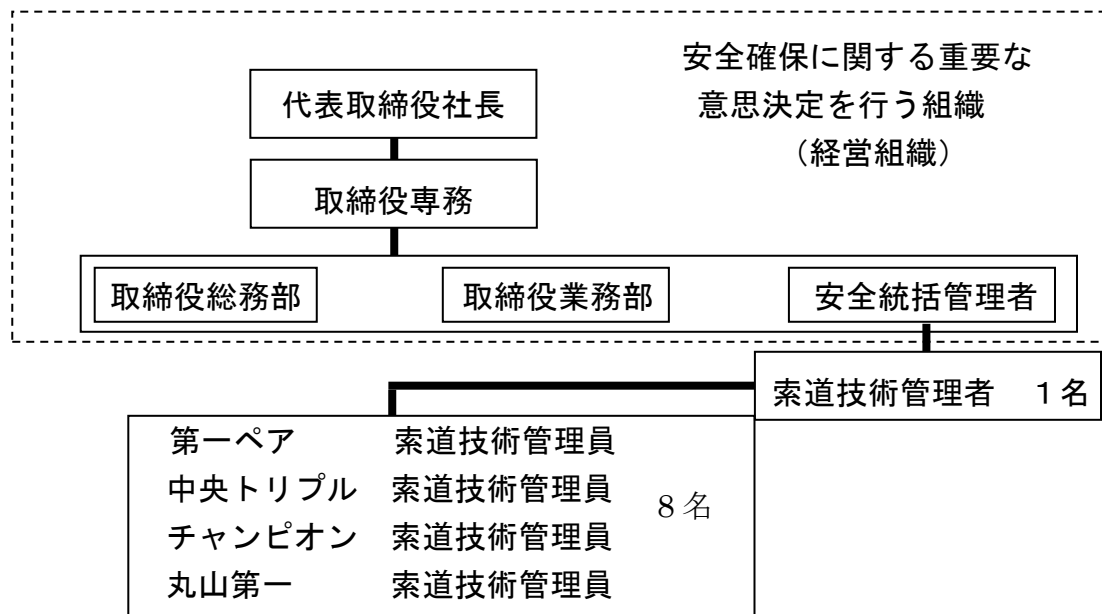 安全確保に関する重要な
意思決定を行う組織
（経営組織）
代表取締役社長
取締役専務
取締役総務部 取締役業務部 安全統括管理者
索道技術管理者　１名
第一ペア　索道技術管理員
中央トリプル　索道技術管理員
８名
チャンピオン　索道技術管理員
丸山第一　索道技術管理員